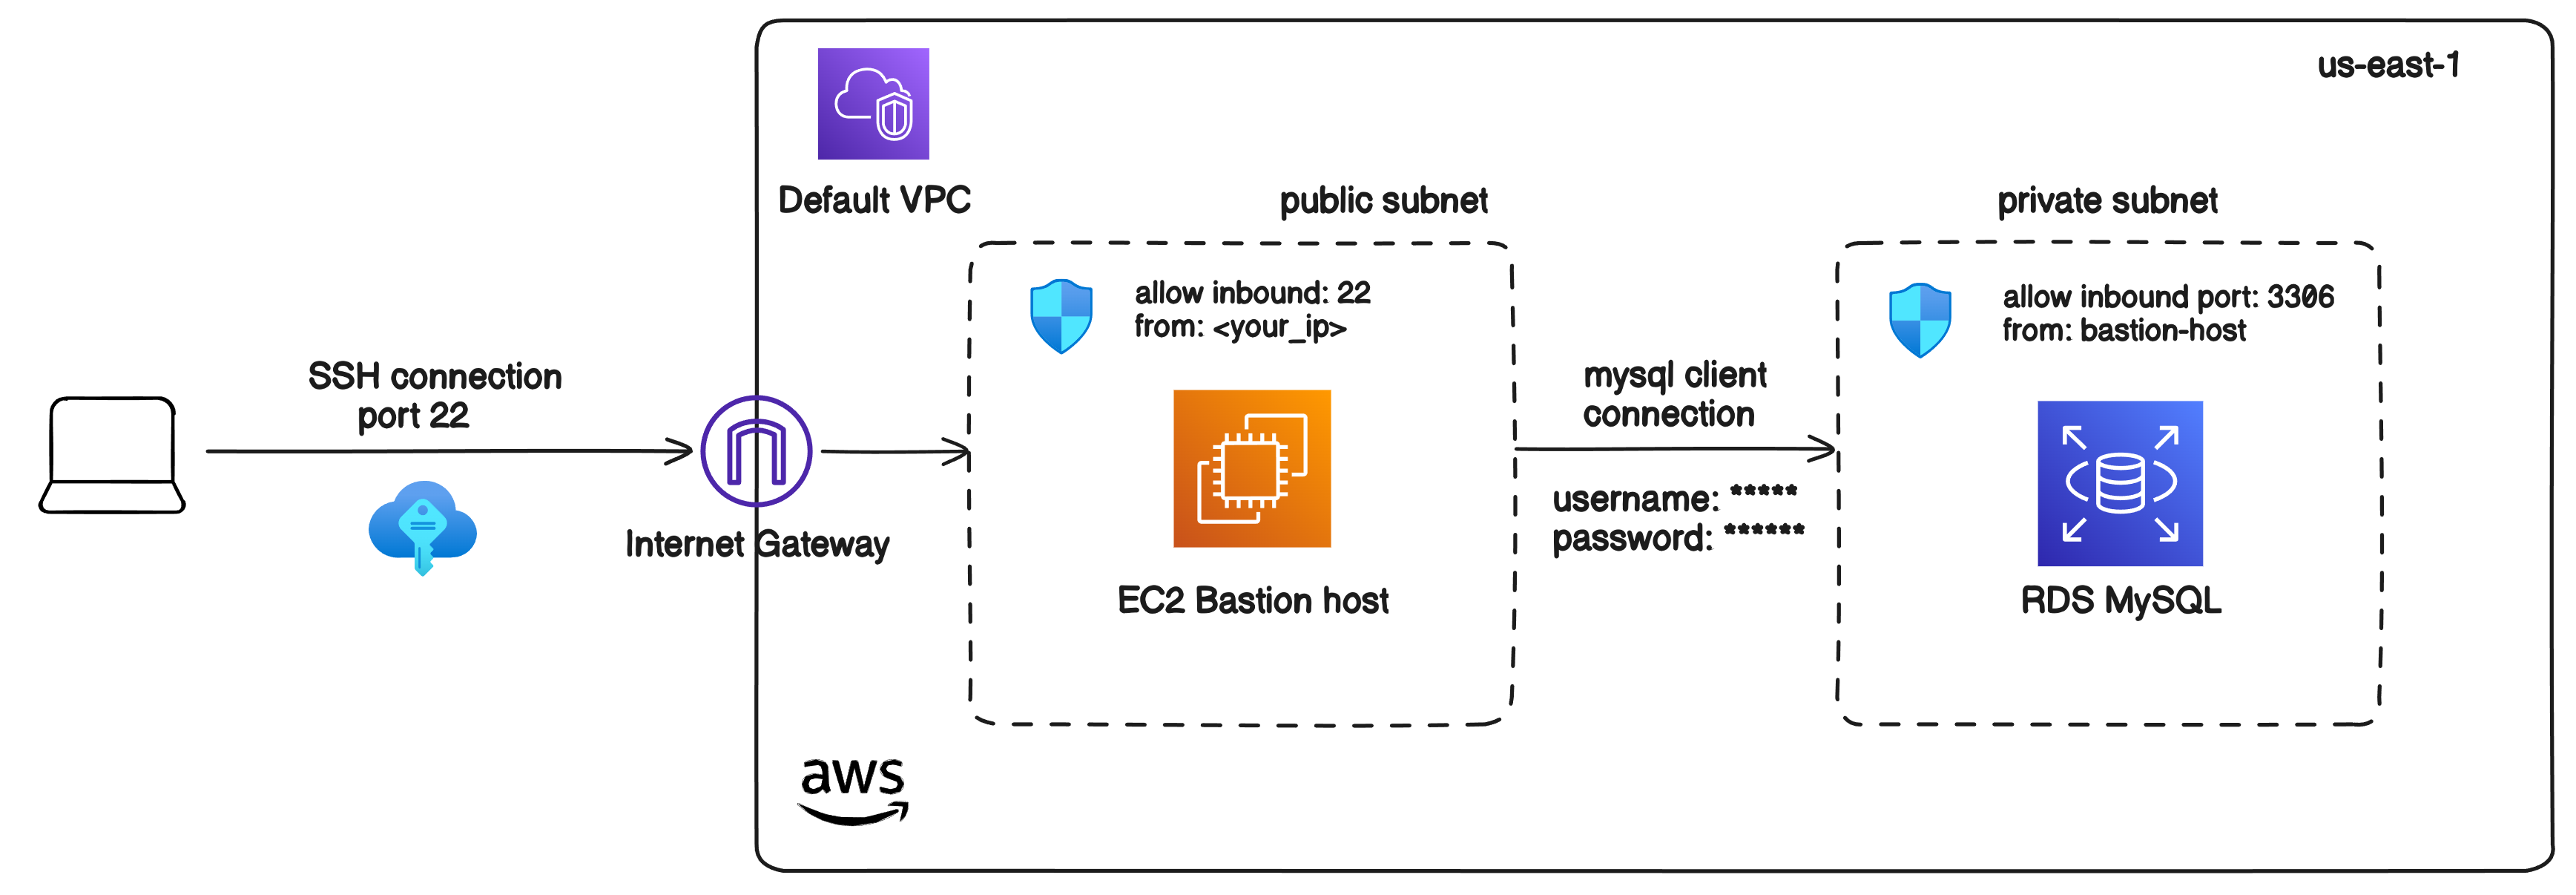 us-east-1
Default VPC
public subnet
private subnet
allow inbound: 22
from: <your_ip>
allow inbound port: 3306
from: bastion-host
SSH connection
port 22
mysql client
connection
username: *****
password: ******
Internet Gateway
EC2 Bastion host
RDS MySQL
aws